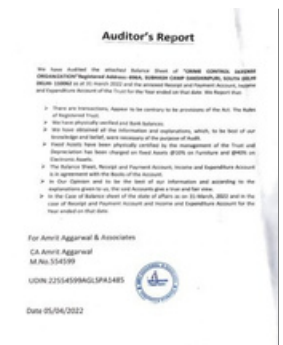 Auditor's Report
We have Audited the attached Balance Sheet of "CRIME CONTROL
ORGANIZATION" Registered Address- SUBHASH CAMP DAKSHINPURI, SOUTH DELHI
DELHI 110062 as at 31 march 2022 and the annexed Receipt and Payment Account, Income
and Expenditure Account of the Trust for the Year ended on that date. We Report that
➢ There are transactions, Appear to be contrary to be provisions of the Act. The Rules
of Registered Trust.
➢ We have physically verified and Bank balances.
➢ We have obtained all the information and explanations, which, to be best of our
knowledge and belief, were necessary of the purpose of Audit.
➢ Fixed Assets have been physically certified by the management of the Trust and
Depreciation has been charged on fixed Assets @10% on Furniture and @40% on
Electronic Assets.
➢ The Balance Sheet, Receipt and Payment Account, Income and Expenditure Account
is in agreement with the Books of the Account.
➢ In Our Opinion and to be the best of our information and according to the
explanations given to us, the said Accounts give a true and fair view.
➢ In the Case of Balance sheet of the state of affairs as on 31-March, 2022 and in the
case of Receipt and Payment Account and Income and Expenditure Account for the
Year ended on that date.
For Amrit Aggarwal & Associates
CA Amrit Aggarwal
M.No.554599
UDIN:22554599AGLSPA1485
Date 05/04/2022